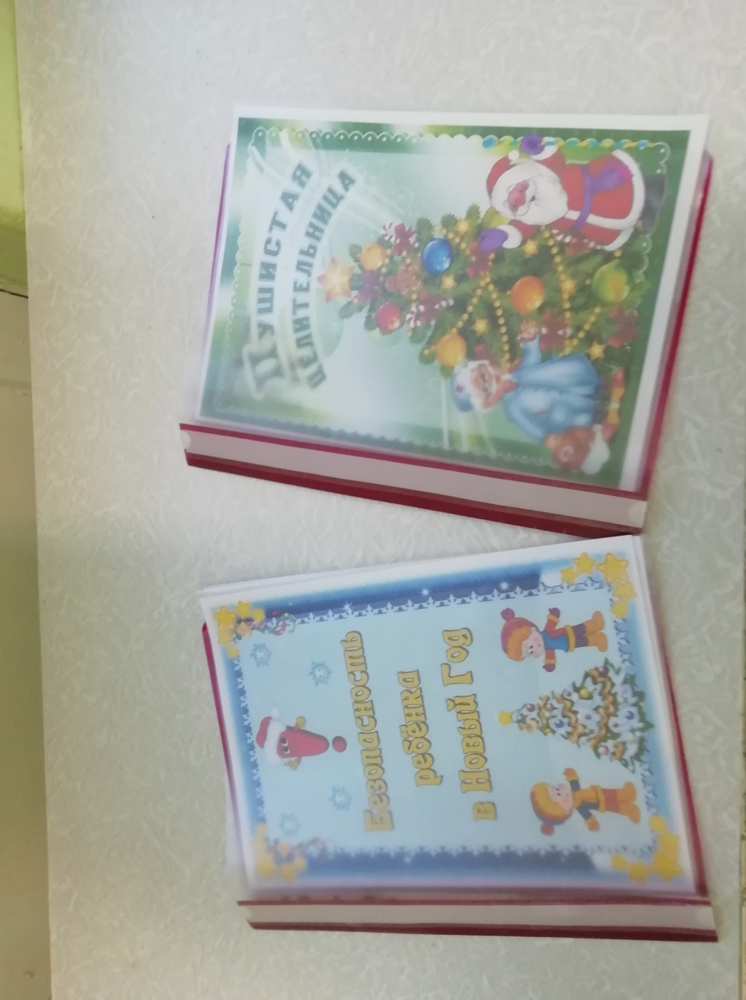 Пушистая
целительница
Безопасность
ребёнка
в Новый Год